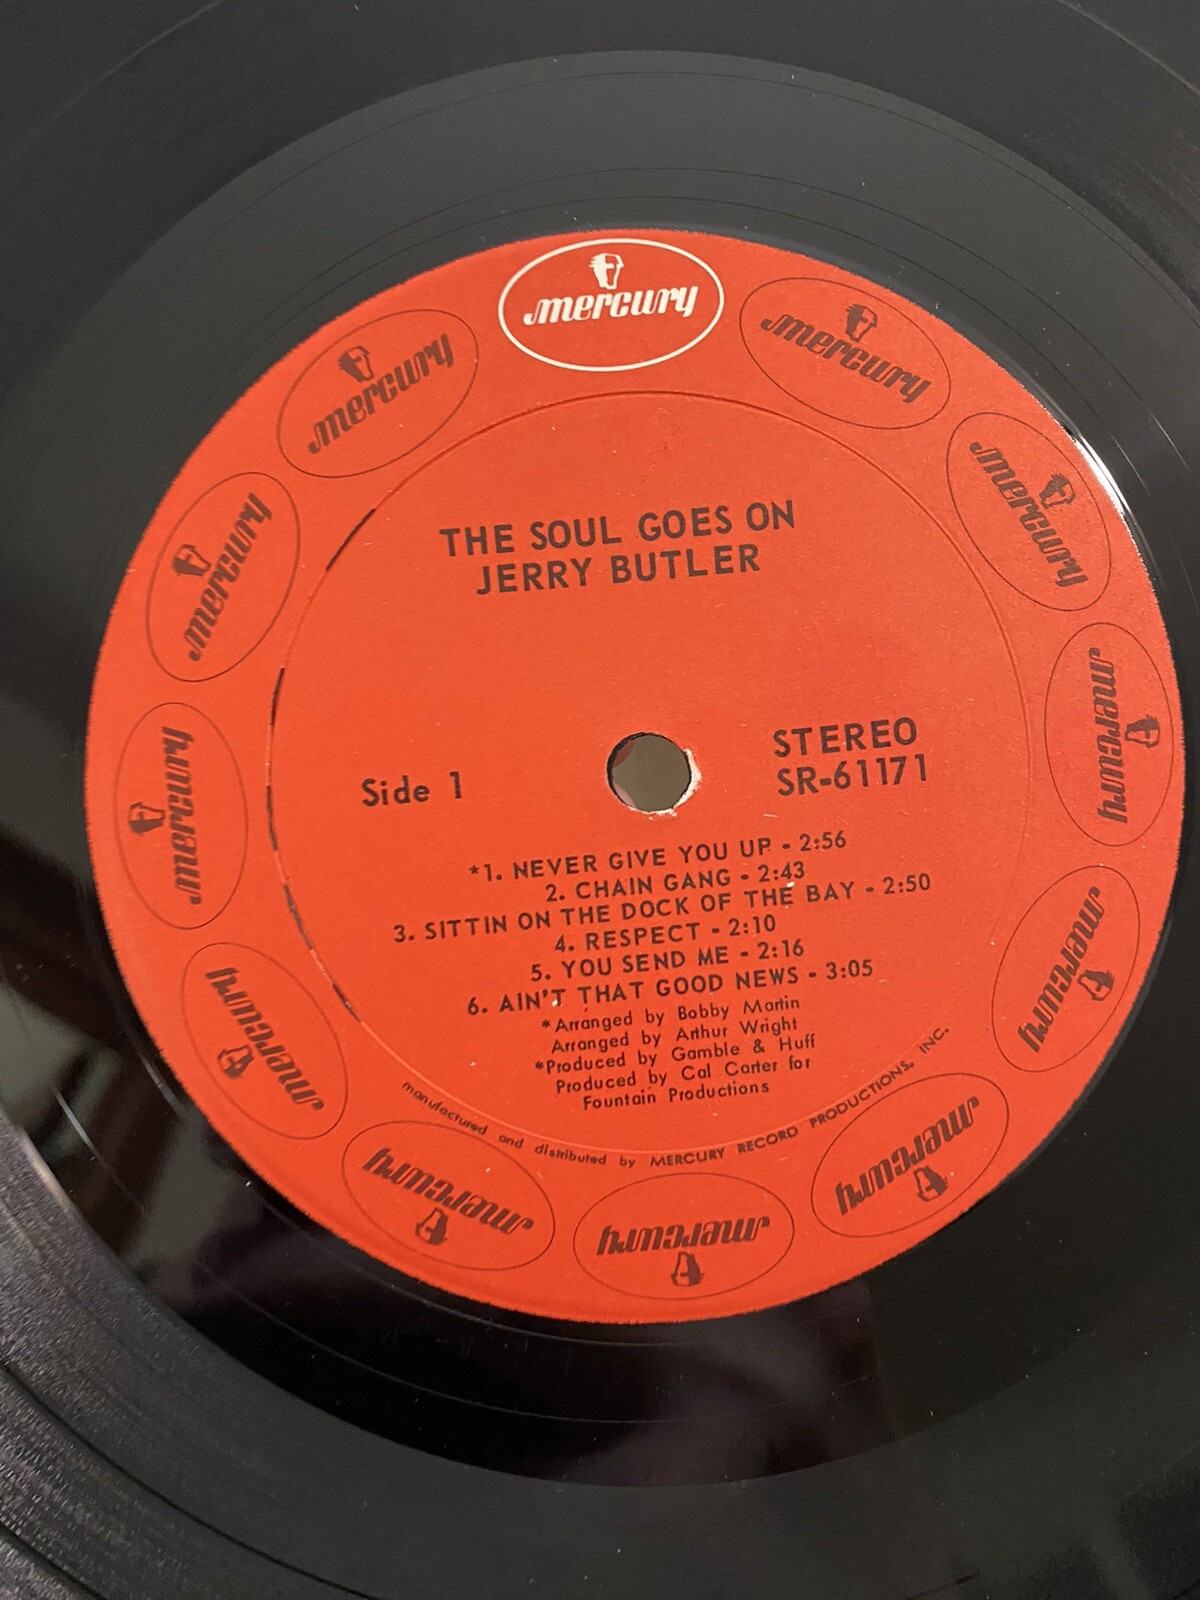 mercury
mercury
mercury
mercury
mercury
mercury
mercury
mercury
mercury
mercury
mercury
mercury
THE SOUL GOES ON
JERRY BUTLER
Side 1
STEREO
SR-61171
*1. NEVER GIVE YOU UP - 2:56
2. CHAIN GANG - 2:43
3. SITTIN ON THE DOCK OF THE BAY - 2:50
4. RESPECT - 2:10
5. YOU SEND ME - 2:16
6. AIN'T THAT GOOD NEWS - 3:05
*Arranged by Bobby Martin
Arranged by Arthur Wright
*Produced by Gamble & Huff
Produced by Cal Carter for
Fountain Productions
manufactured and distributed by MERCURY RECORD PRODUCTIONS, INC.